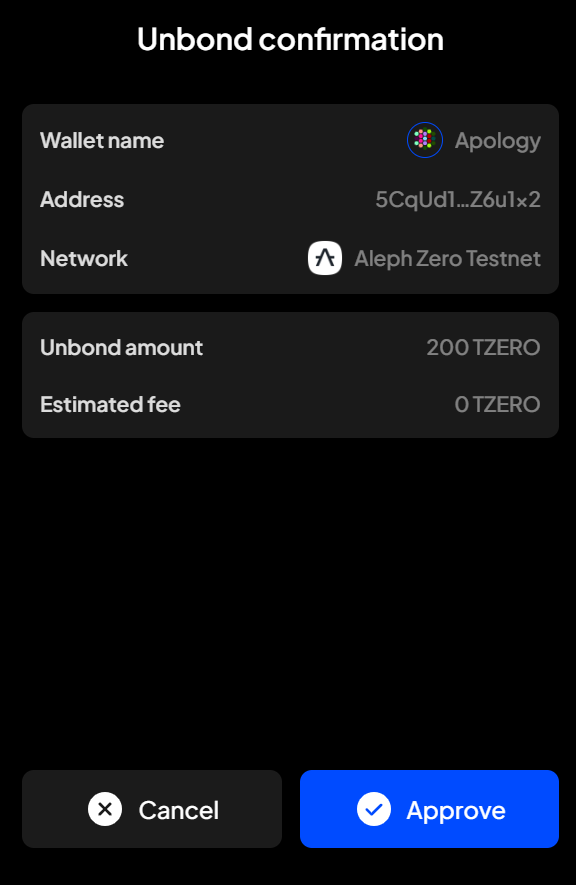 Unbond confirmation
Wallet name Apology
Address 5CqUd1...Z6u1x2
Network Aleph Zero Testnet
Unbond amount 200 TZERO
Estimated fee 0 TZERO
Cancel Approve